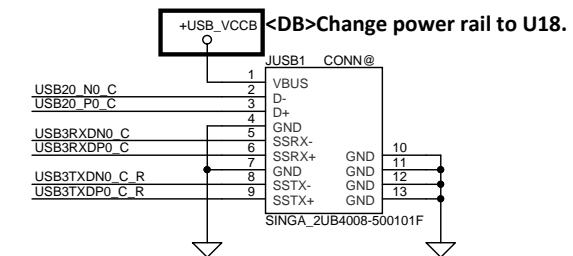 +USB_VCCB
<DB>Change power rail to U18.
JUSB1 CONN@
1 VBUS
USB20_N0_C 2 D-
USB20_P0_C 3 D+
4 GND
USB3RXDN0_C 5 SSRX-
USB3RXDP0_C 6 SSRX+ GND 10
7 GND GND 11
USB3TXDN0_C_R 8 SSTX- GND 12
USB3TXDP0_C_R 9 SSTX+ GND 13
SINGA_2UB4008-500101F